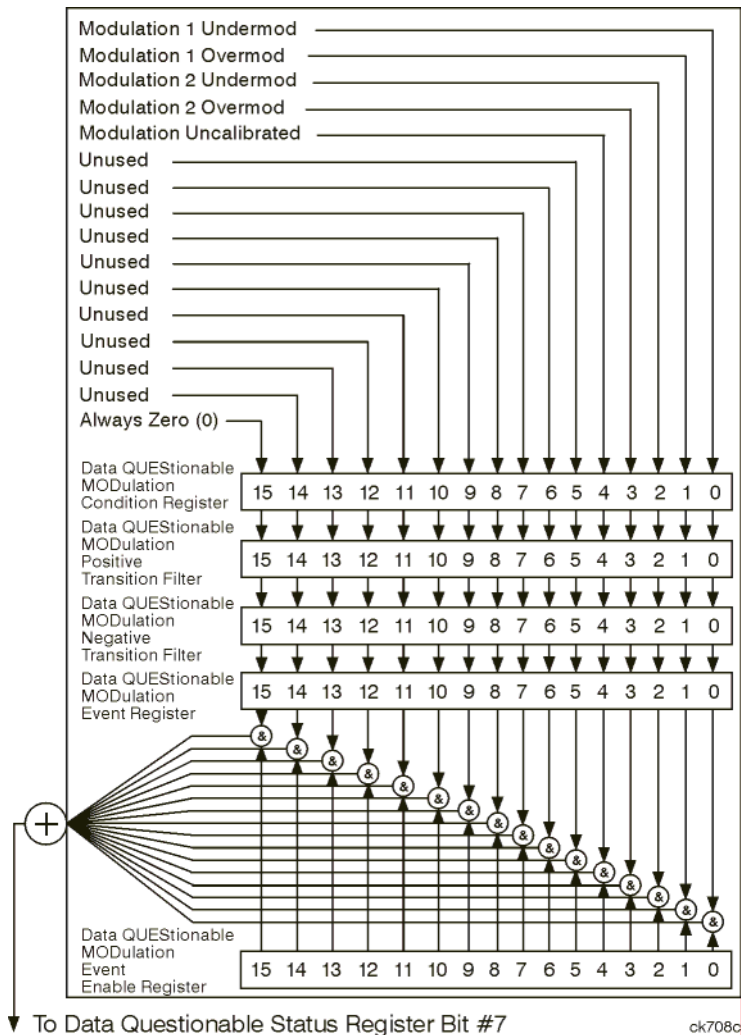 Modulation 1 Undermod
Modulation 1 Overmod
Modulation 2 Undermod
Modulation 2 Overmod
Modulation Uncalibrated
Unused
Unused
Unused
Unused
Unused
Unused
Unused
Unused
Unused
Unused
Always Zero (0)
Data QUEStionable
MODulation
Condition Register
15 14 13 12 11 10 9 8 7 6 5 4 3 2 1 0
Data QUEStionable
MODulation
Positive
Transition Filter
15 14 13 12 11 10 9 8 7 6 5 4 3 2 1 0
Data QUEStionable
MODulation
Negative
Transition Filter
15 14 13 12 11 10 9 8 7 6 5 4 3 2 1 0
Data QUEStionable
MODulation
Event Register
15 14 13 12 11 10 9 8 7 6 5 4 3 2 1 0
& & & & & & & & & & & & & & & &
+
Data QUEStionable
MODulation
Event
Enable Register
15 14 13 12 11 10 9 8 7 6 5 4 3 2 1 0
To Data Questionable Status Register Bit #7